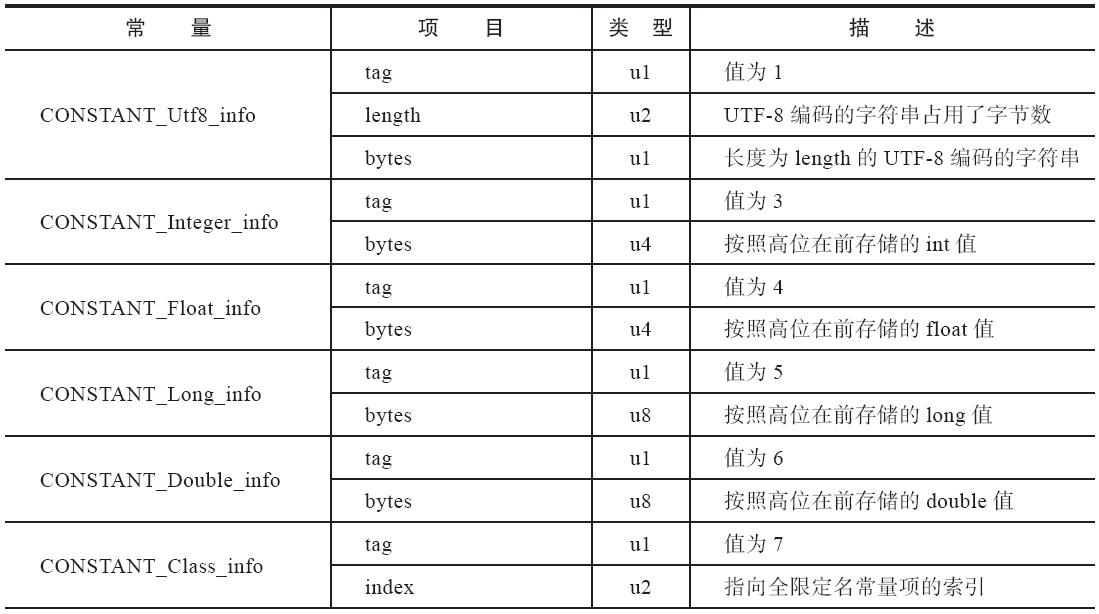 常 量 项 目 类 型 描 述
CONSTANT_Utf8_info
tag u1 值为 1
length u2 UTF-8 编码的字符串占用了字节数
bytes u1 长度为 length 的 UTF-8 编码的字符串
CONSTANT_Integer_info
tag u1 值为 3
bytes u4 按照高位在前存储的 int 值
CONSTANT_Float_info
tag u1 值为 4
bytes u4 按照高位在前存储的 float 值
CONSTANT_Long_info
tag u1 值为 5
bytes u8 按照高位在前存储的 long 值
CONSTANT_Double_info
tag u1 值为 6
bytes u8 按照高位在前存储的 double 值
CONSTANT_Class_info
tag u1 值为 7
index u2 指向全限定名常量项的索引